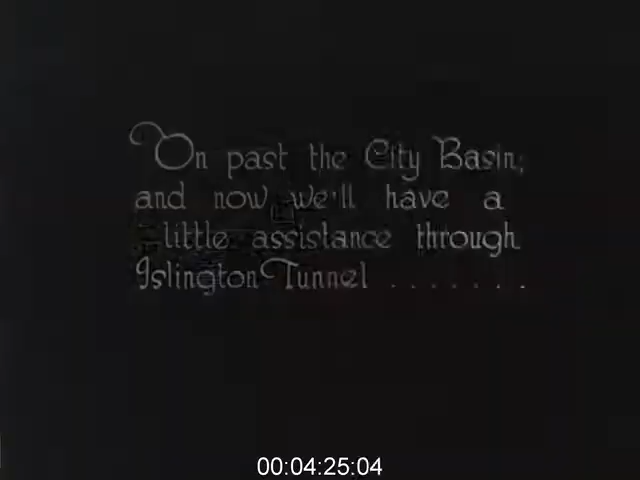 On past the City Basin;
and now we'll have a
little assistance through
Islington Tunnel .......
00:04:25:04